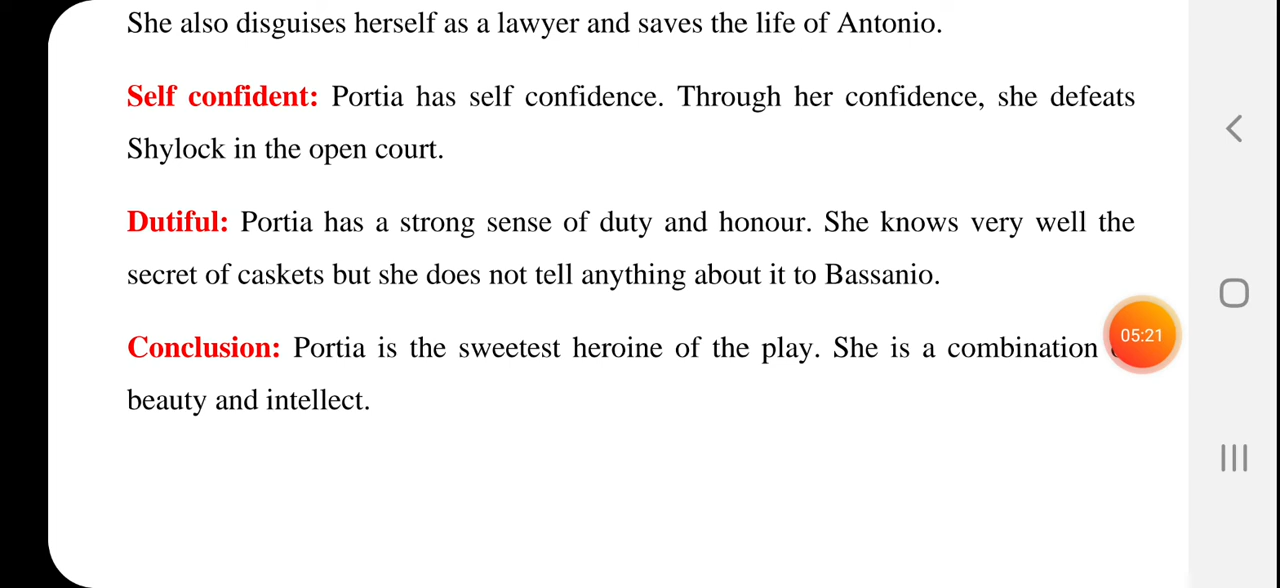 She also disguises herself as a lawyer and saves the life of Antonio.
Self confident: Portia has self confidence. Through her confidence, she defeats
Shylock in the open court.
Dutiful: Portia has a strong sense of duty and honour. She knows very well the
secret of caskets but she does not tell anything about it to Bassanio.
05:21
Conclusion: Portia is the sweetest heroine of the play. She is a combination
beauty and intellect.